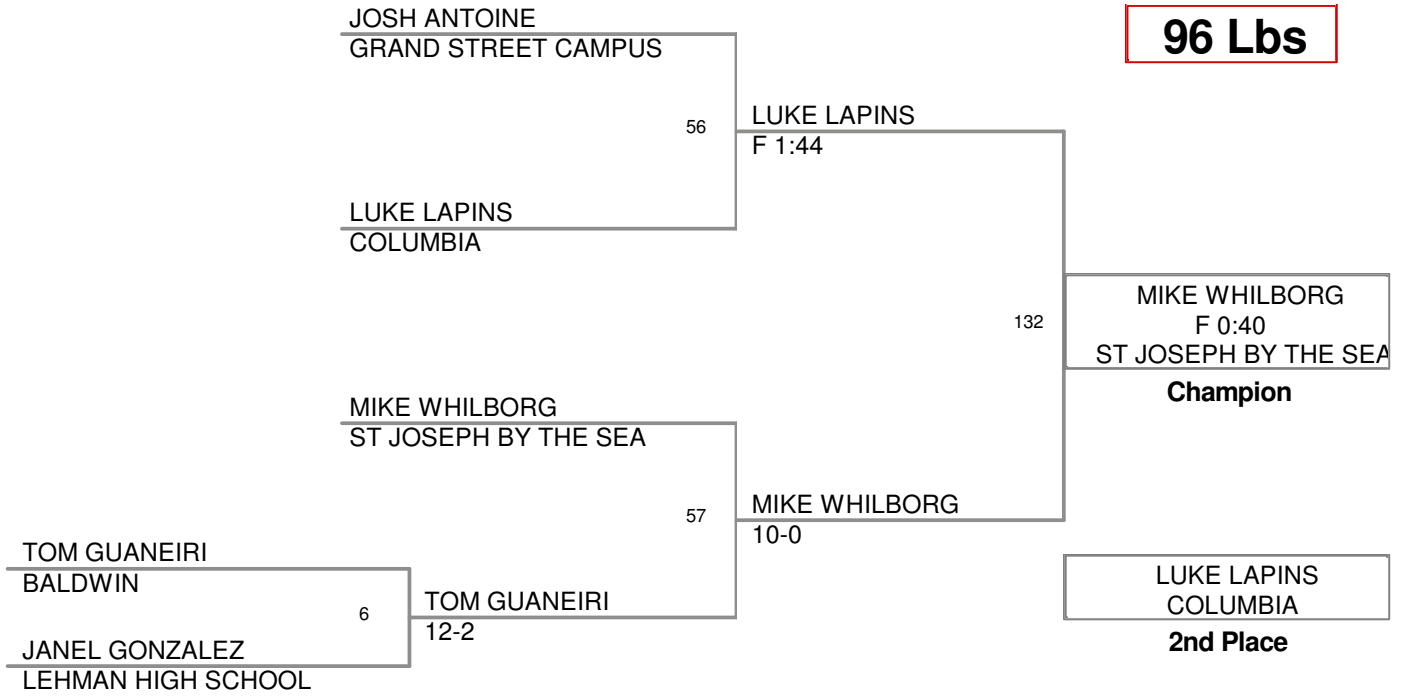 JOSH ANTOINE
GRAND STREET CAMPUS
96 Lbs
56
LUKE LAPINS
F 1:44
LUKE LAPINS
COLUMBIA
132
MIKE WHILBORG
F 0:40
ST JOSEPH BY THE SEA
Champion
MIKE WHILBORG
ST JOSEPH BY THE SEA
57
MIKE WHILBORG
10-0
TOM GUANEIRI
BALDWIN
6
TOM GUANEIRI
12-2
JANEL GONZALEZ
LEHMAN HIGH SCHOOL
LUKE LAPINS
COLUMBIA
2nd Place